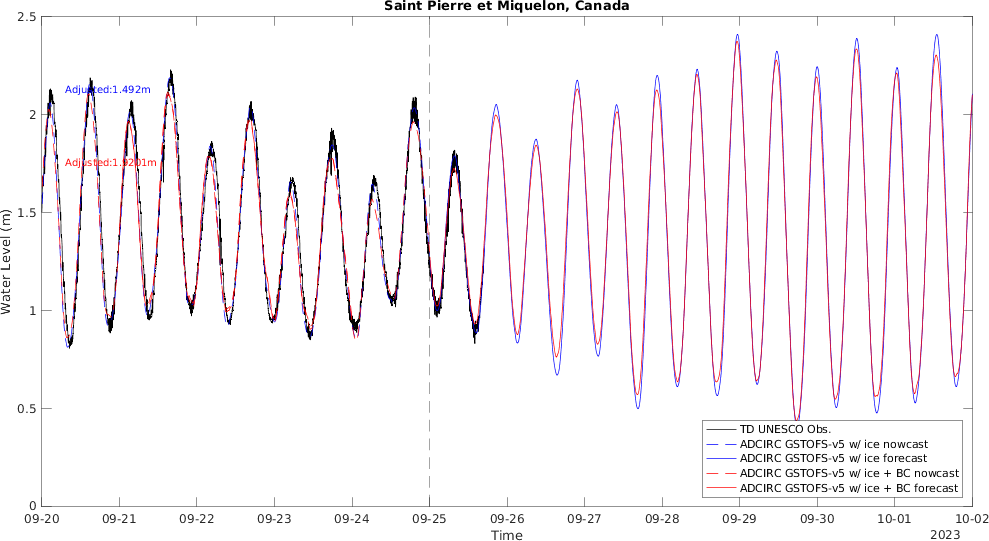 Saint Pierre et Miquelon, Canada
2.5
2
1.5
1
0.5
0
Water Level (m)
Adjusted:1.492m
Adjusted:1.9201m
TD UNESCO Obs.
ADCIRC GSTOFS-v5 w/ ice nowcast
ADCIRC GSTOFS-v5 w/ ice forecast
ADCIRC GSTOFS-v5 w/ ice + BC nowcast
ADCIRC GSTOFS-v5 w/ ice + BC forecast
09-20 09-21 09-22 09-23 09-24 09-25 09-26 09-27 09-28 09-29 09-30 10-01 10-02
Time
2023